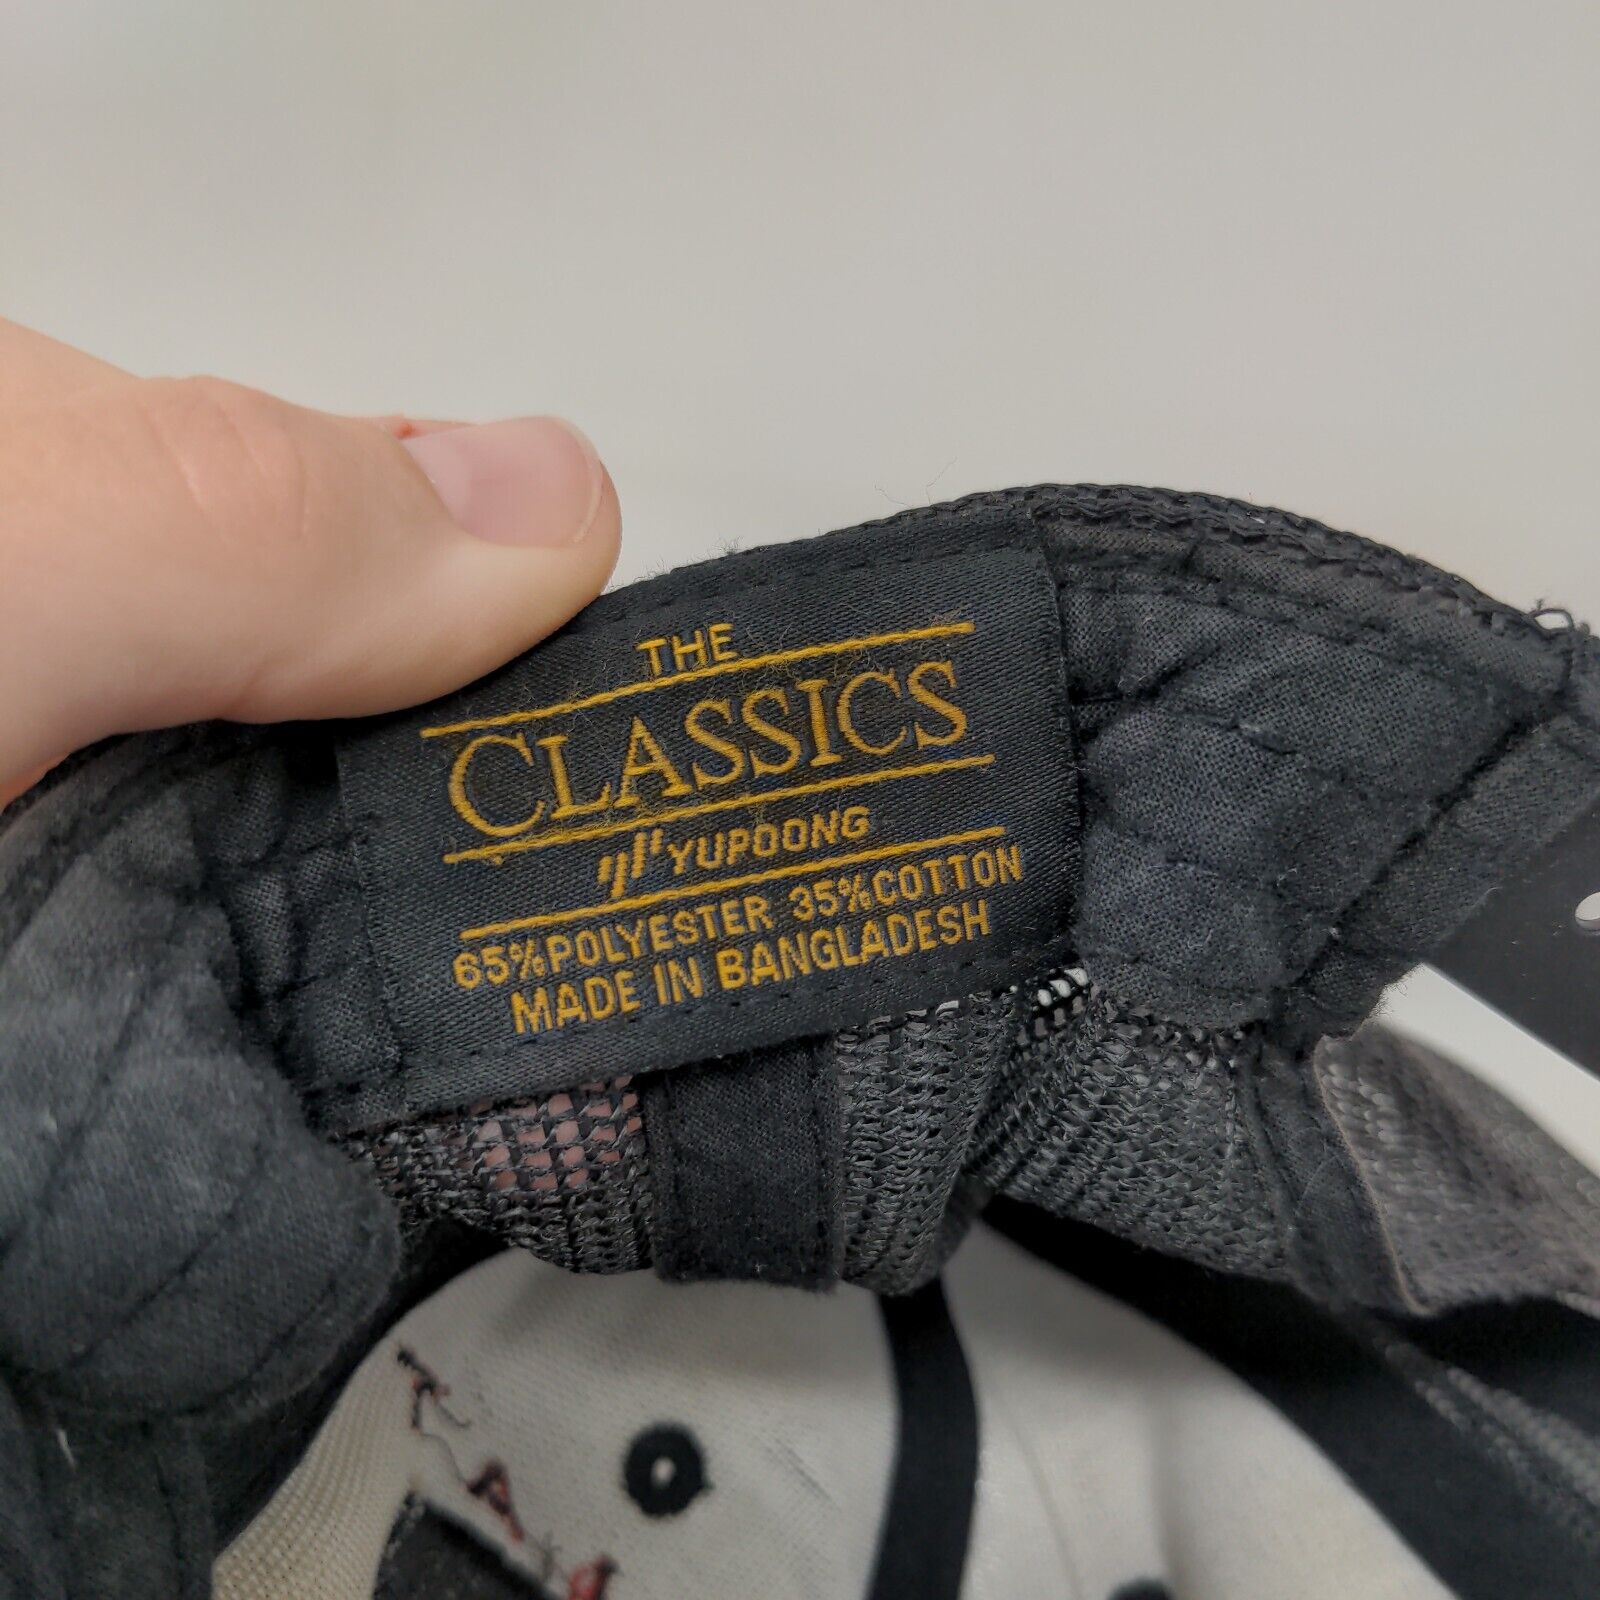 THE
CLASSICS
YUPOONG
65%POLYESTER 35%COTTON
MADE IN BANGLADESH